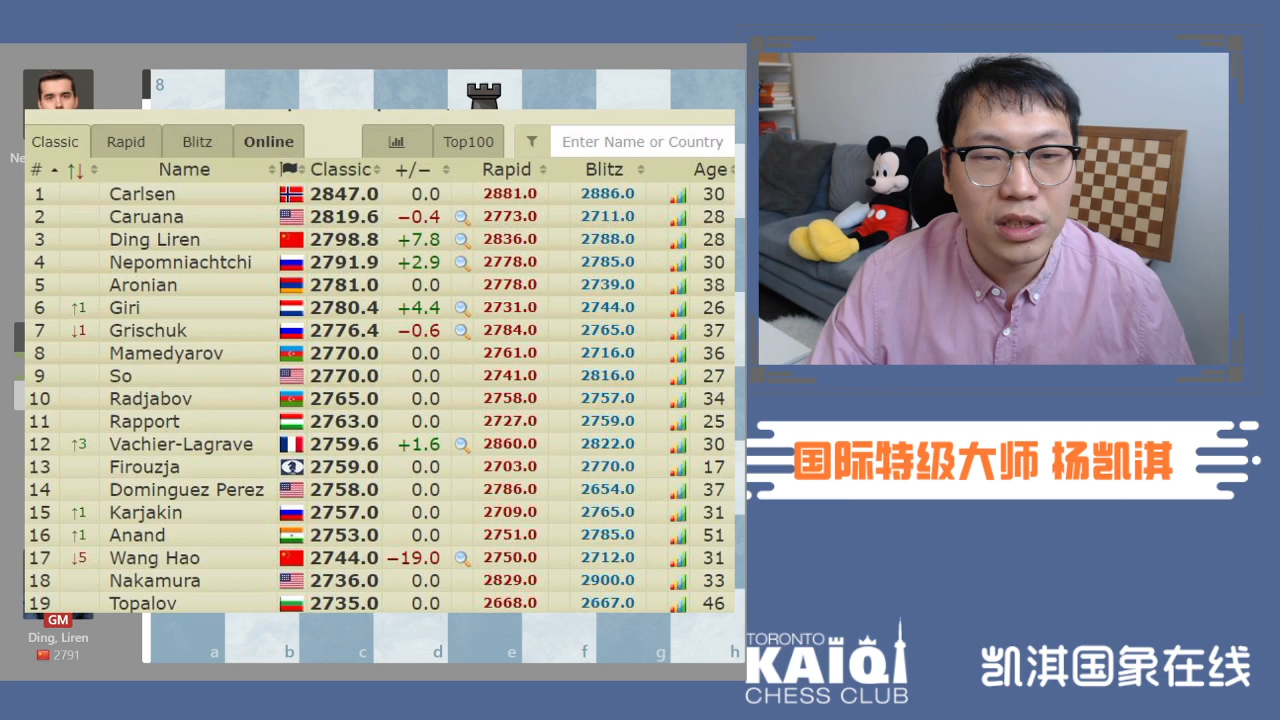 8
Classic Rapid Blitz Online Top100 Enter Name or Country
# ↑↓ Name Classic +/− Rapid Blitz Age
1 Carlsen 2847.0 0.0 2881.0 2886.0 30
2 Caruana 2819.6 −0.4 2773.0 2711.0 28
3 Ding Liren 2798.8 +7.8 2836.0 2788.0 28
4 Nepomniachtchi 2791.9 +2.9 2778.0 2785.0 30
5 Aronian 2781.0 0.0 2778.0 2739.0 38
6 ↑1 Giri 2780.4 +4.4 2731.0 2744.0 26
7 ↓1 Grischuk 2776.4 −0.6 2784.0 2765.0 37
8 Mamedyarov 2770.0 0.0 2761.0 2716.0 36
9 So 2770.0 0.0 2741.0 2816.0 27
10 Radjabov 2765.0 0.0 2758.0 2757.0 34
11 Rapport 2763.0 0.0 2727.0 2759.0 25
12 ↑3 Vachier-Lagrave 2759.6 +1.6 2860.0 2822.0 30
13 Firouzja 2759.0 0.0 2703.0 2770.0 17
14 Dominguez Perez 2758.0 0.0 2786.0 2654.0 37
15 ↑1 Karjakin 2757.0 0.0 2709.0 2765.0 31
16 ↑1 Anand 2753.0 0.0 2751.0 2785.0 51
17 ↓5 Wang Hao 2744.0 −19.0 2750.0 2712.0 31
18 Nakamura 2736.0 0.0 2829.0 2900.0 33
19 Topalov 2735.0 0.0 2668.0 2667.0 46
GM
Ding, Liren
2791
a b c d e f g h
国际特级大师 杨凯淇
TORONTO
KAIQI
CHESS CLUB
凯淇国象在线